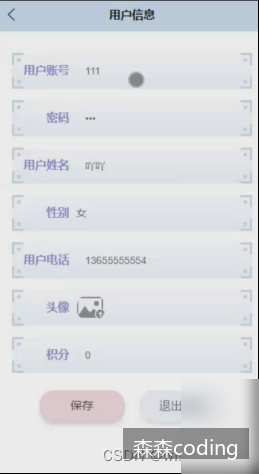 用户信息
用户账号 111
密码 •••
用户姓名 吖吖
性别 女
用户电话 13655555554
头像
积分 0
保存 退出
森森coding